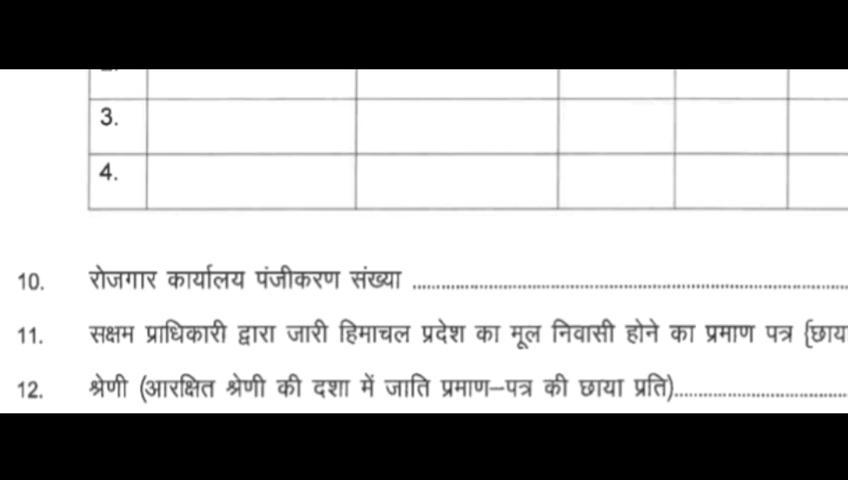 3.
4.
10. रोजगार कार्यालय पंजीकरण संख्या ................................................................
11. सक्षम प्राधिकारी द्वारा जारी हिमाचल प्रदेश का मूल निवासी होने का प्रमाण पत्र {छाय
12. श्रेणी (आरक्षित श्रेणी की दशा में जाति प्रमाण–पत्र की छाया प्रति)..............................